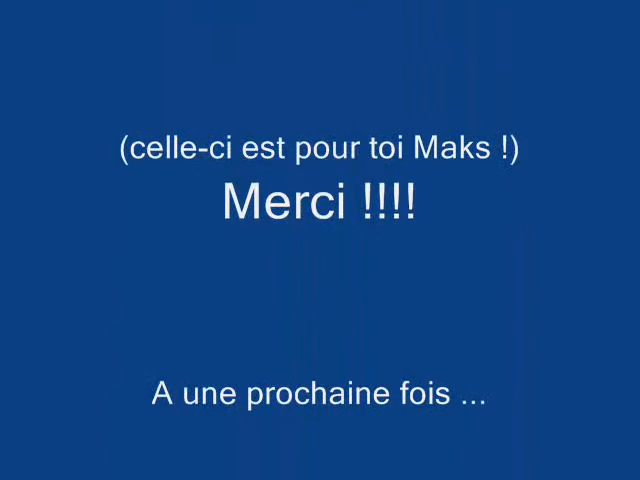 (celle-ci est pour toi Maks !)
Merci !!!!
A une prochaine fois ...